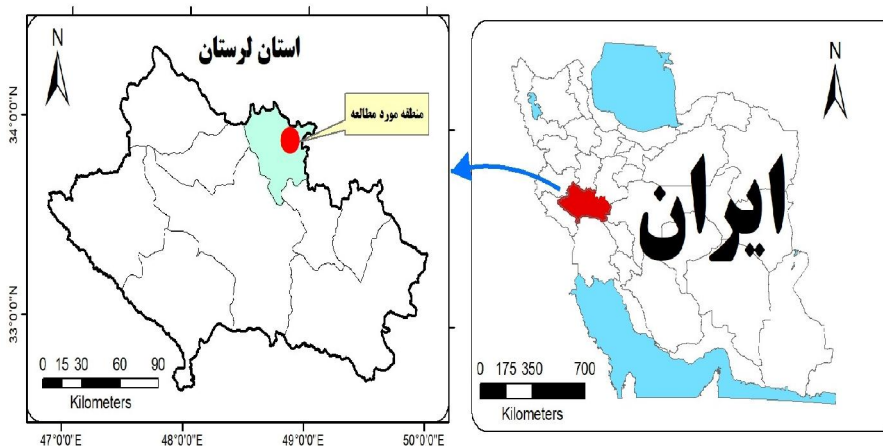 استان لرستان
N
منطقه مورد مطالعه
34°0'0"N
33°0'0"N
0 15 30 60 90
Kilometers
47°0'0"E
48°0'0"E
49°0'0"E
50°0'0"E
N
ایران
0 175 350 700
Kilometers